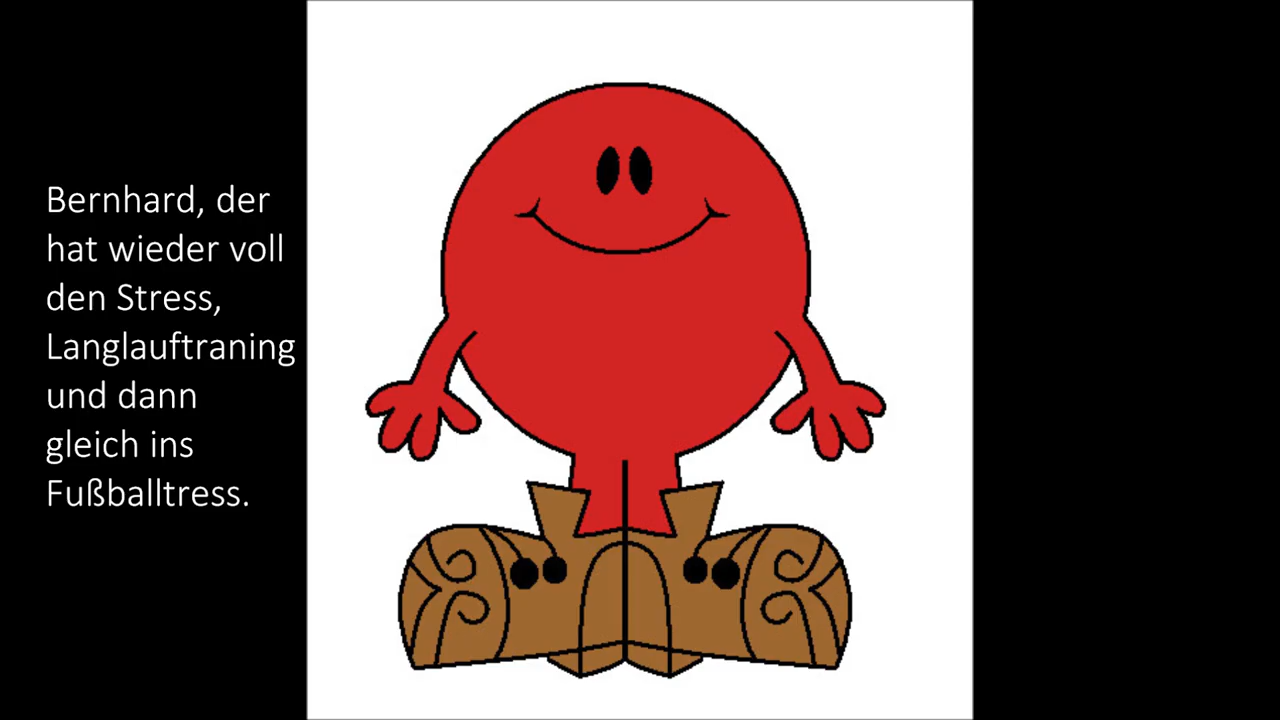 Bernhard, der
hat wieder voll
den Stress,
Langlauftraning
und dann
gleich ins
Fußballtress.